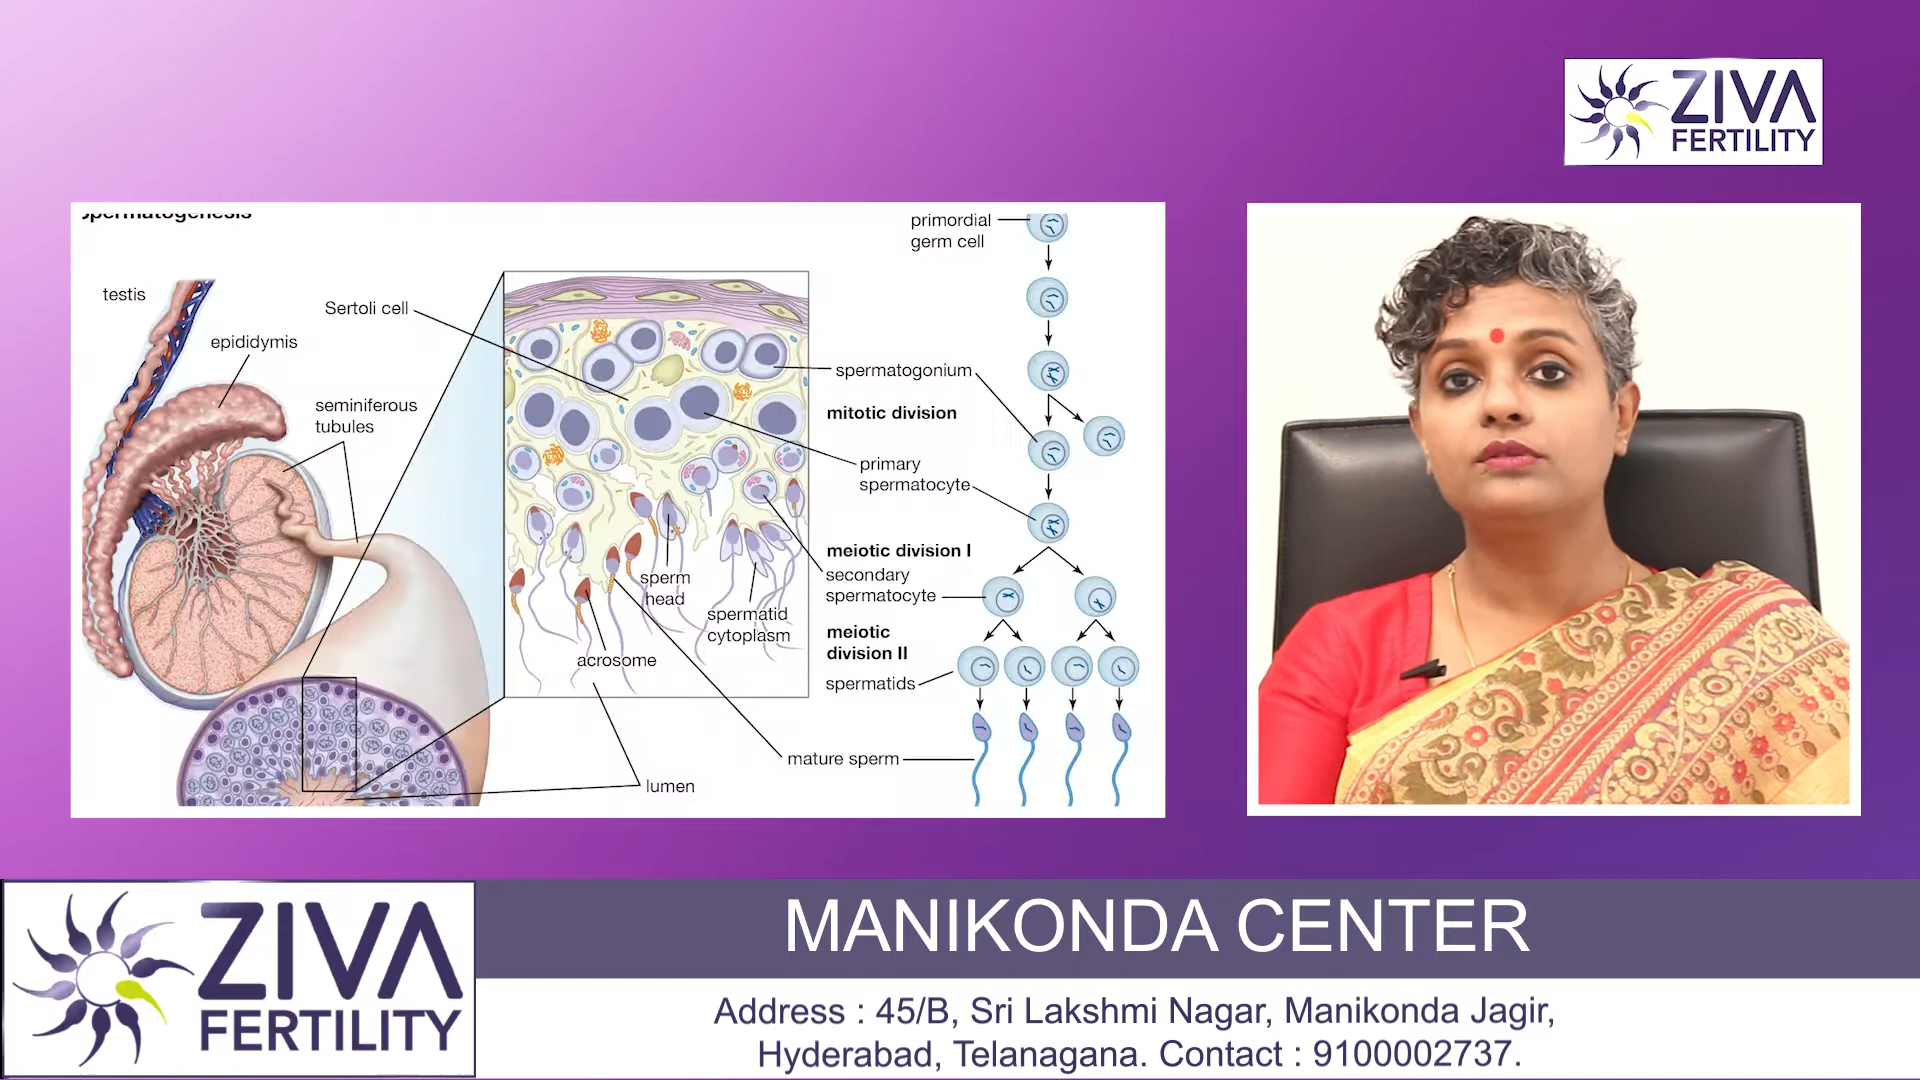 ZIVA
FERTILITY
Spermatogenesis
testis
epididymis
seminiferous
tubules
Sertoli cell
sperm
head
spermatid
cytoplasm
acrosome
lumen
primordial
germ cell
spermatogonium
mitotic division
primary
spermatocyte
meiotic division I
secondary
spermatocyte
meiotic
division II
spermatids
mature sperm
ZIVA
FERTILITY
MANIKONDA CENTER
Address : 45/B, Sri Lakshmi Nagar, Manikonda Jagir,
Hyderabad, Telanagana. Contact : 9100002737.